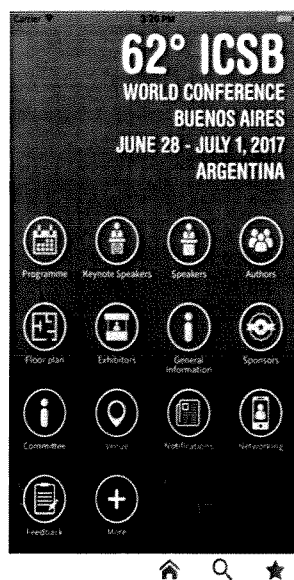 Carrier 3:20 PM
62° ICSB
WORLD CONFERENCE
BUENOS AIRES
JUNE 28 - JULY 1, 2017
ARGENTINA
Programme Keynote Speakers Speakers Authors
Floor plan Exhibitors General Information Sponsors
Committee Venue Notifications Networking
Feedback More